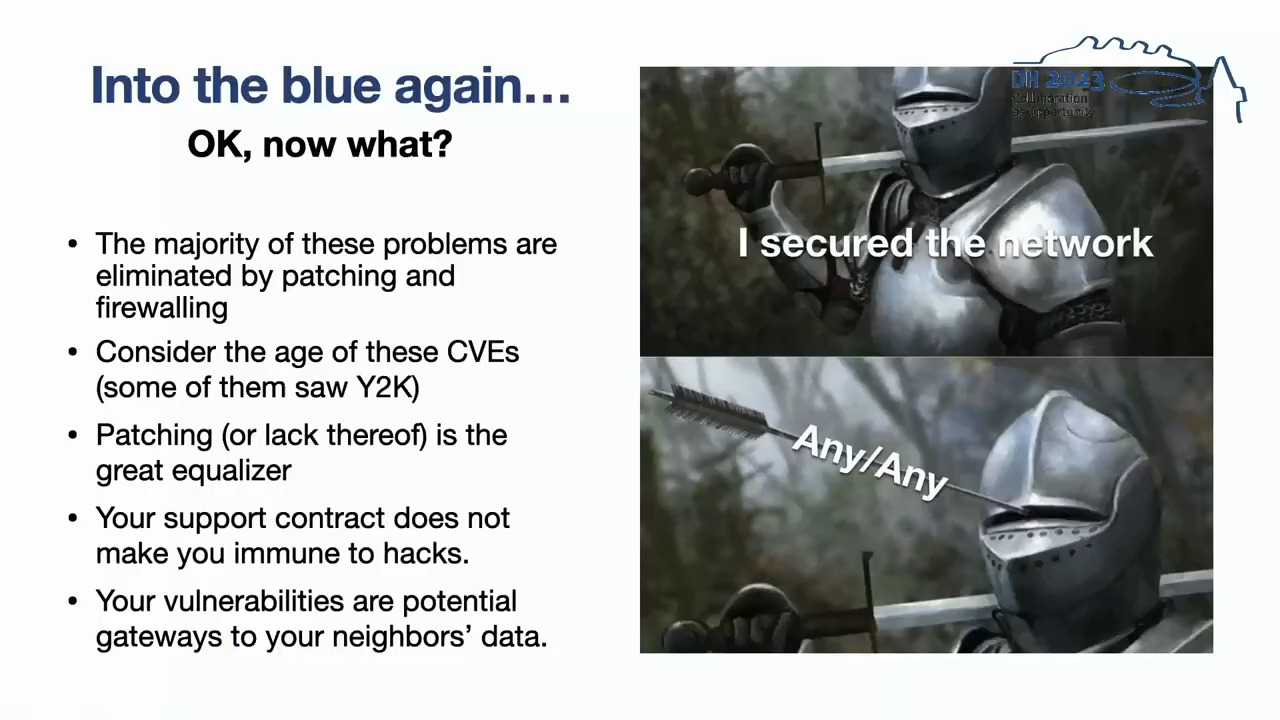 Into the blue again…
OK, now what?
• The majority of these problems are
eliminated by patching and
firewalling
• Consider the age of these CVEs
(some of them saw Y2K)
• Patching (or lack thereof) is the
great equalizer
• Your support contract does not
make you immune to hacks.
• Your vulnerabilities are potential
gateways to your neighbors’ data.
DH 2023
Collaboration
as Opportunity
I secured the network
Any/Any